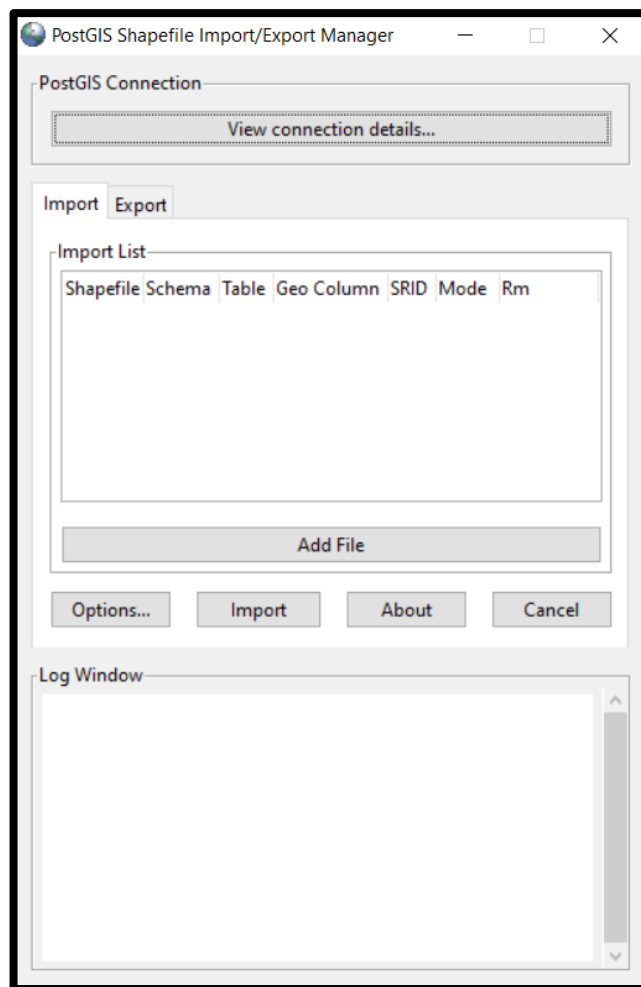 PostGIS Shapefile Import/Export Manager
PostGIS Connection
View connection details...
Import Export
Import List
Shapefile Schema Table Geo Column SRID Mode Rm
Add File
Options... Import About Cancel
Log Window